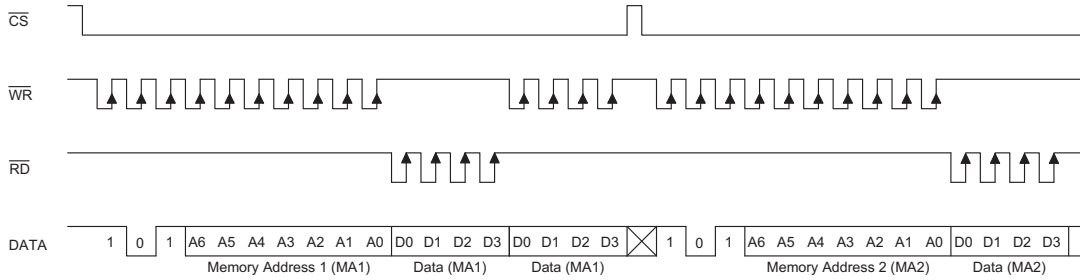 CS
WR
RD
DATA 1 0 1 A6 A5 A4 A3 A2 A1 A0 D0 D1 D2 D3 D0 D1 D2 D3 1 0 1 A6 A5 A4 A3 A2 A1 A0 D0 D1 D2 D3
Memory Address 1 (MA1) Data (MA1) Data (MA1) Memory Address 2 (MA2) Data (MA2)